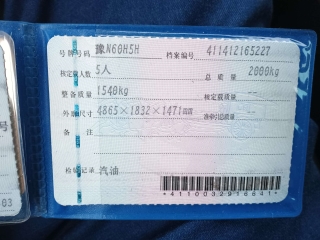 号牌号码 豫N60H5H 档案编号 411412165227
核定载人数 5人 总质量 2000kg
整备质量 1540kg 核定载质量 --
外廓尺寸 4865×1832×1471mm 准牵引总质量 --
备注
检验记录 汽油
*4110032916841*
号
-03